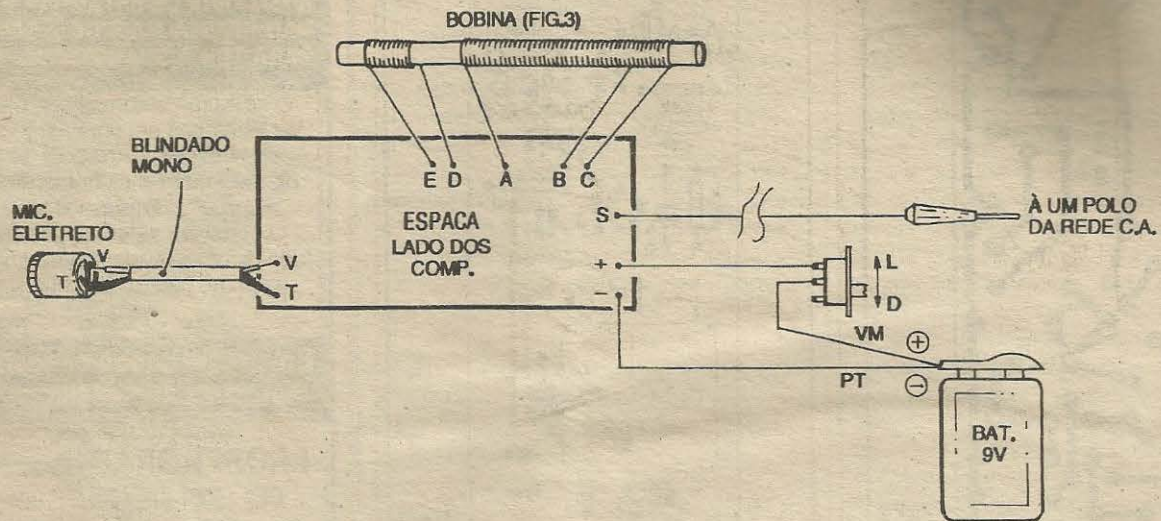 BOBINA (FIG.3)
BLINDADO
MONO
MIC.
ELETRETO
V
T
V
T
E D A B C
ESPACA
LADO DOS
COMP.
S
+
−
À UM POLO
DA REDE C.A.
L
D
VM
+
PT
−
BAT.
9V